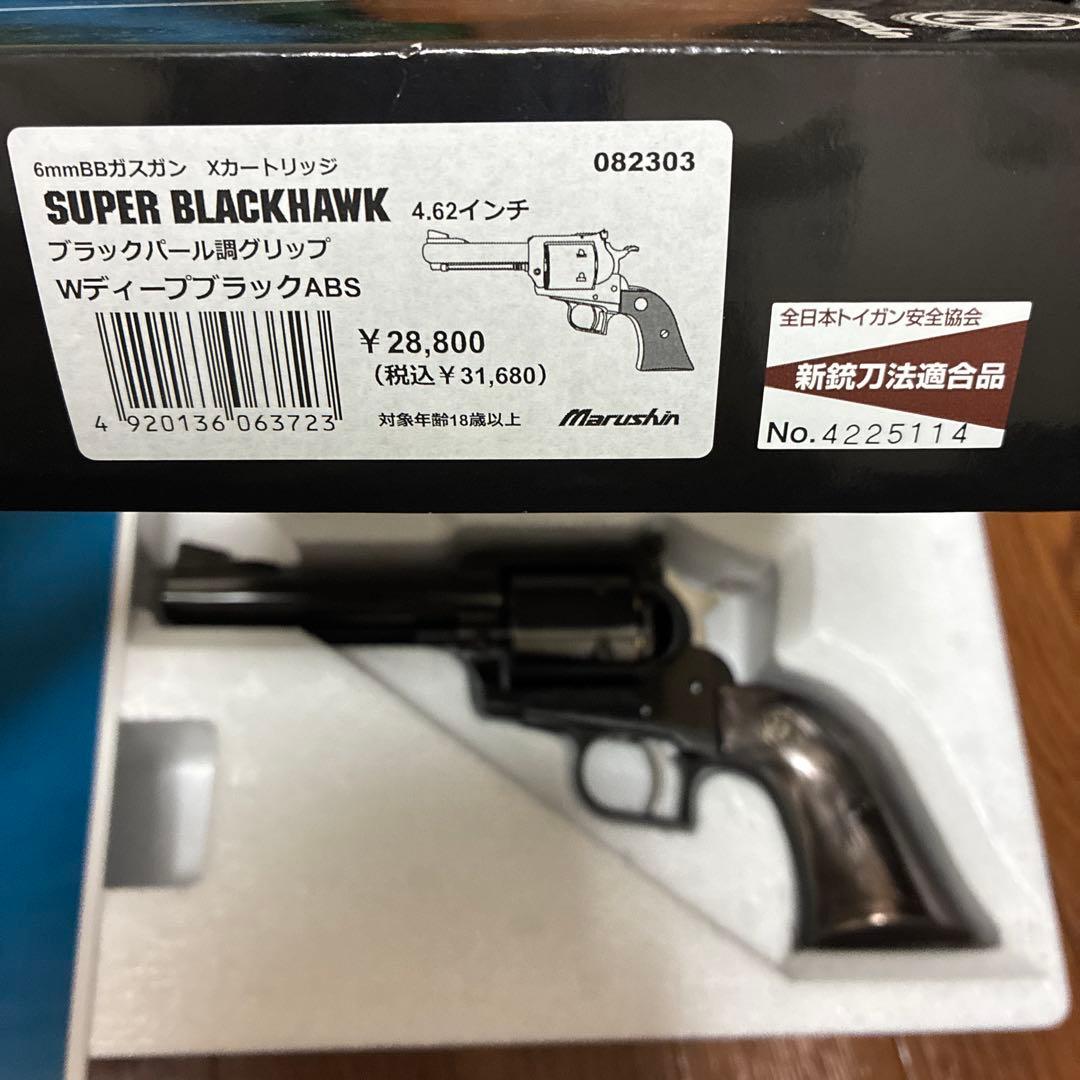 6mmBBガスガン Xカートリッジ
082303
SUPER BLACKHAWK 4.62インチ
ブラックパール調グリップ
WディープブラックABS
￥28,800
（税込￥31,680）
4 920136 063723
対象年齢18歳以上
Marushin
全日本トイガン安全協会
新銃刀法適合品
No.4225114